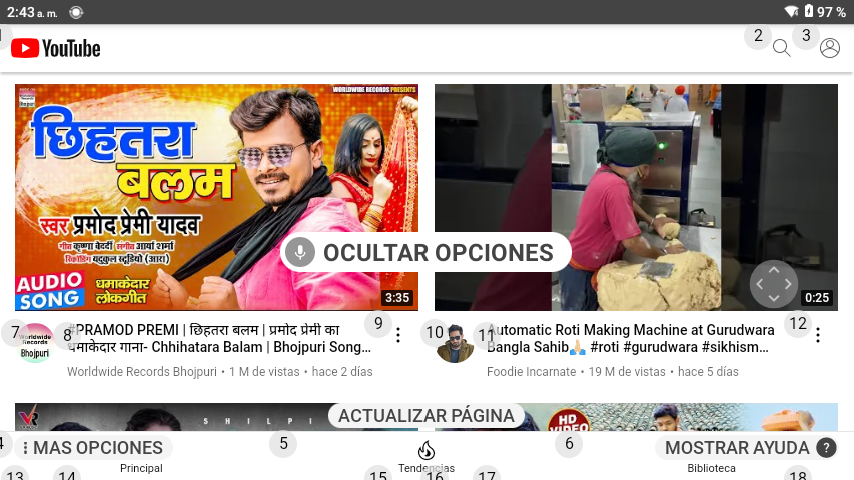 2:43 a. m.
97 %
2
3
YouTube
WORLDWIDE RECORDS PRESENTS
छिहतरा
बलम
स्वर प्रमोद प्रेमी यादव
गीत कृष्णा बेदर्दी संगीत आर्या शर्मा
रिकॉर्डिंग यदुकुल स्टूडियो (आरा)
AUDIO
SONG
धमाकेदार
लोकगीत
3:35
OCULTAR OPCIONES
0:25
7
8
9
#PRAMOD PREMI | छिहतरा बलम | प्रमोद प्रेमी का
धमाकेदार गाना- Chhihatara Balam | Bhojpuri Song...
Worldwide Records Bhojpuri • 1 M de vistas • hace 2 días
Worldwide
Records
Bhojpuri
10
11
12
Automatic Roti Making Machine at Gurudwara
Bangla Sahib🙏🏻 #roti #gurudwara #sikhism...
Foodie Incarnate • 19 M de vistas • hace 5 días
VR
SHILPI
ACTUALIZAR PÁGINA
HD
VIDEO
4
MAS OPCIONES
5
6
MOSTRAR AYUDA ?
Principal
Tendencias
Biblioteca
13
14
15
16
17
18